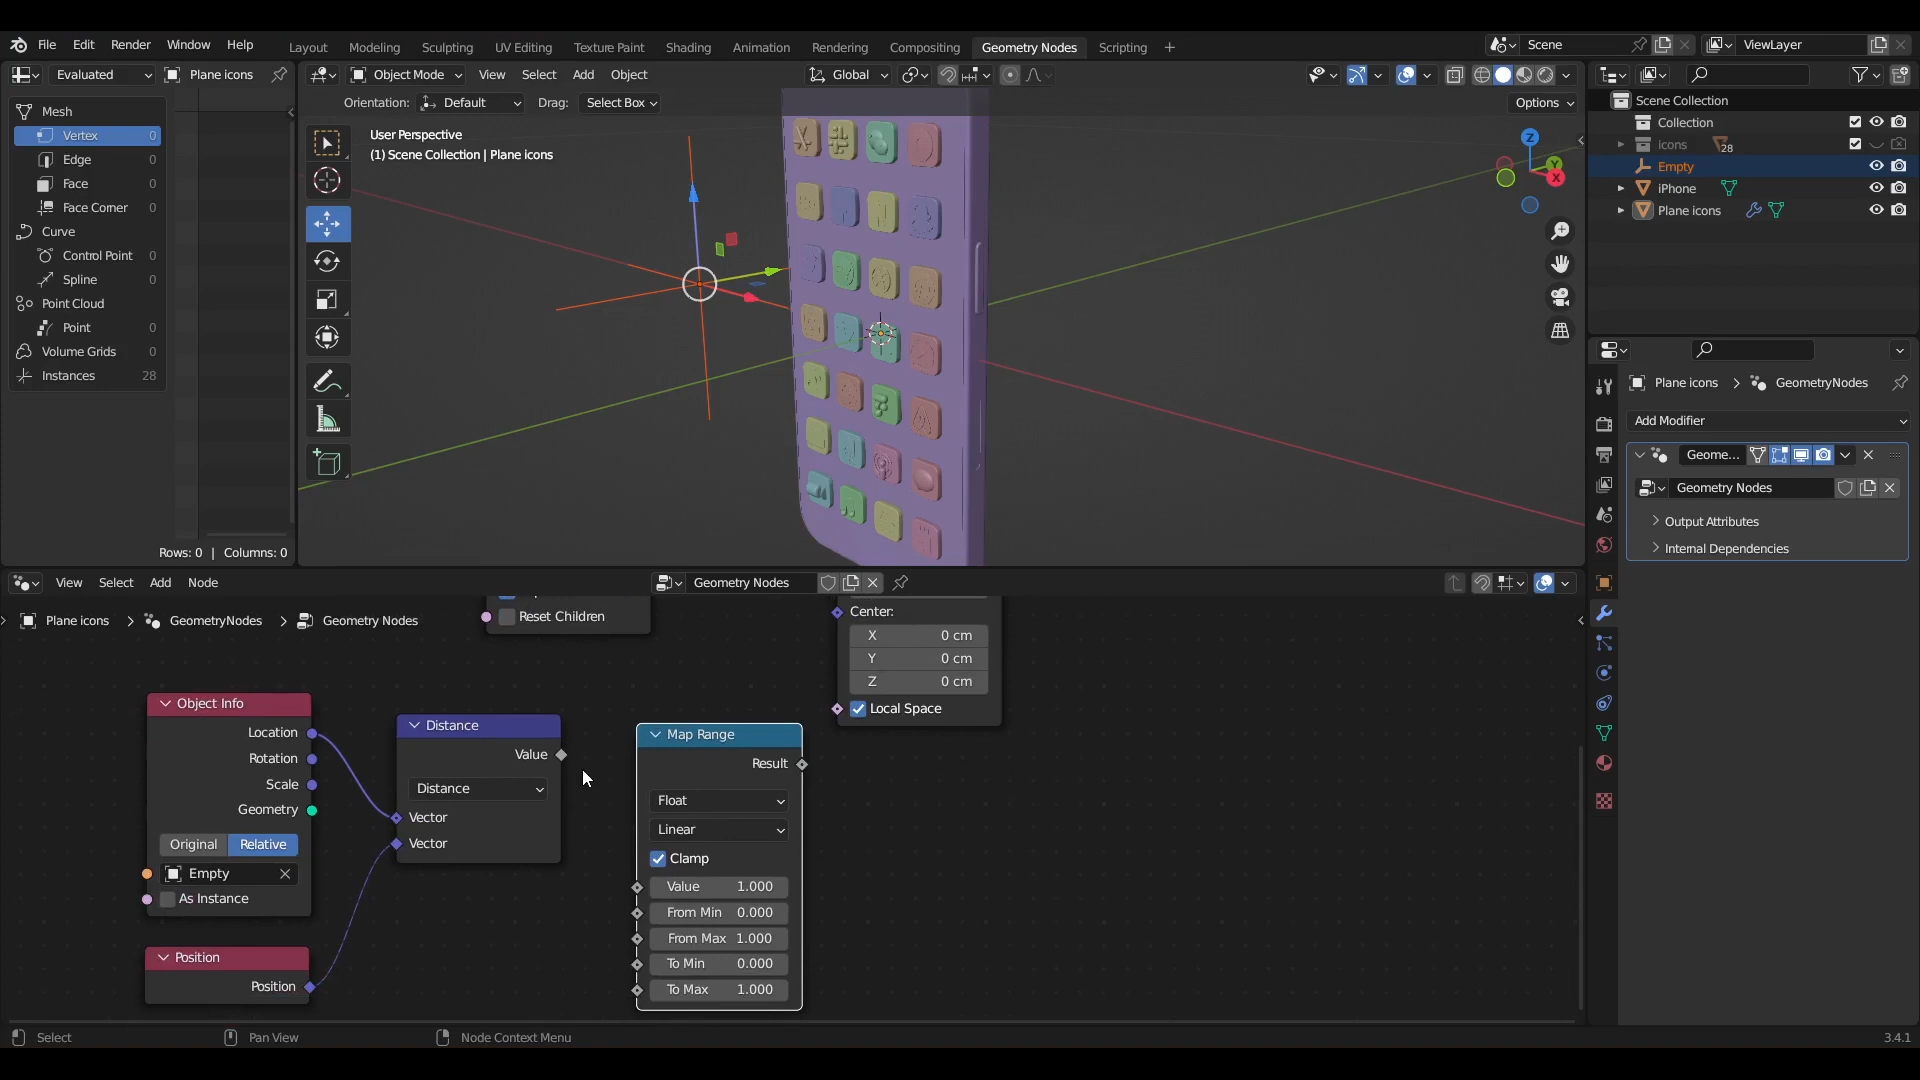 File Edit Render Window Help
Layout Modeling Sculpting UV Editing Texture Paint Shading Animation Rendering Compositing Geometry Nodes Scripting +
Scene
ViewLayer
Evaluated
Plane icons
Object Mode View Select Add Object
Global
Orientation: Default Drag: Select Box
Options
User Perspective
(1) Scene Collection | Plane icons
Mesh
Vertex 0
Edge 0
Face 0
Face Corner 0
Curve
Control Point 0
Spline 0
Point Cloud
Point 0
Volume Grids 0
Instances 28
Rows: 0 | Columns: 0
Z
Y
X
Scene Collection
Collection
Icons 28
Empty
iPhone
Plane icons
Plane icons > GeometryNodes
Add Modifier
Geome...
Geometry Nodes
Output Attributes
Internal Dependencies
View Select Add Node
Geometry Nodes
Plane icons > GeometryNodes > Geometry Nodes
Reset Children
Center:
X 0 cm
Y 0 cm
Z 0 cm
Local Space
Object Info
Location
Rotation
Scale
Geometry
Original Relative
Empty
As Instance
Position
Position
Distance
Value
Distance
Vector
Vector
Map Range
Result
Float
Linear
Clamp
Value 1.000
From Min 0.000
From Max 1.000
To Min 0.000
To Max 1.000
Select
Pan View
Node Context Menu
3.4.1